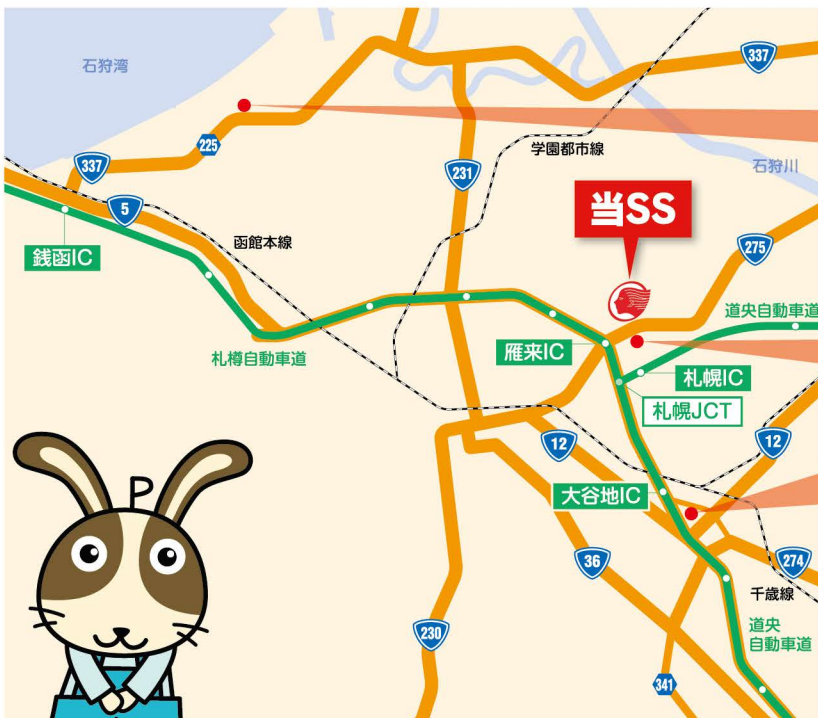 石狩湾
337
学園都市線
石狩川
225
337
231
5
当SS
函館本線
275
銭函IC
道央自動車道
札樽自動車道
雁来IC
札幌IC
札幌JCT
12
12
P
大谷地IC
36
274
千歳線
道央
自動車道
230
341